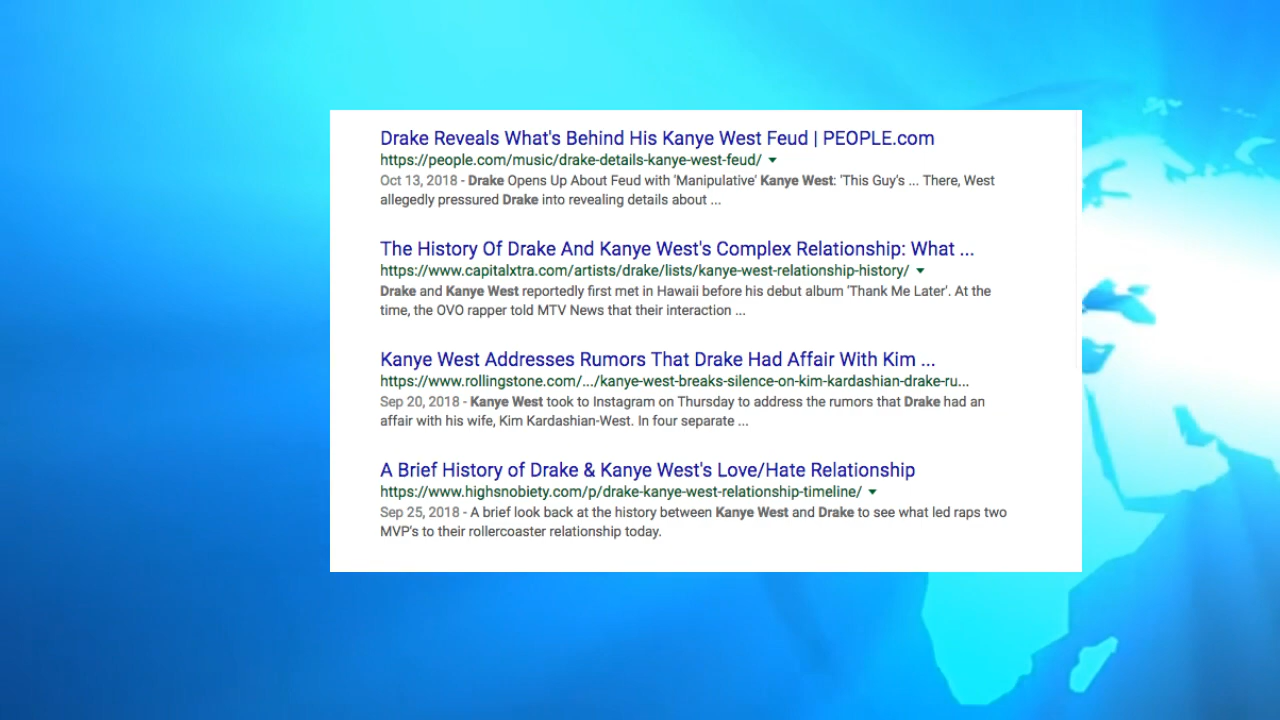 Drake Reveals What's Behind His Kanye West Feud | PEOPLE.com
https://people.com/music/drake-details-kanye-west-feud/
Oct 13, 2018 - Drake Opens Up About Feud with 'Manipulative' Kanye West: 'This Guy's ... There, West
allegedly pressured Drake into revealing details about ...
The History Of Drake And Kanye West's Complex Relationship: What ...
https://www.capitalxtra.com/artists/drake/lists/kanye-west-relationship-history/
Drake and Kanye West reportedly first met in Hawaii before his debut album 'Thank Me Later'. At the
time, the OVO rapper told MTV News that their interaction ...
Kanye West Addresses Rumors That Drake Had Affair With Kim ...
https://www.rollingstone.com/.../kanye-west-breaks-silence-on-kim-kardashian-drake-ru...
Sep 20, 2018 - Kanye West took to Instagram on Thursday to address the rumors that Drake had an
affair with his wife, Kim Kardashian-West. In four separate ...
A Brief History of Drake & Kanye West's Love/Hate Relationship
https://www.highsnobiety.com/p/drake-kanye-west-relationship-timeline/
Sep 25, 2018 - A brief look back at the history between Kanye West and Drake to see what led raps two
MVP's to their rollercoaster relationship today.